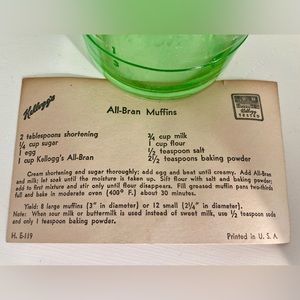 1
Kellogg's
All-Bran Muffins
TESTED
2 tablespoons shortening
¼ cup sugar
1 egg
1 cup Kellogg's All-Bran
¾ cup milk
1 cup flour
½ teaspoon salt
2½ teaspoons baking powder
Cream shortening and sugar thoroughly; add egg and beat until creamy. Add All-
Bran and milk; let soak until the moisture is taken up. Sift flour with salt and baking powder;
add to first mixture and stir only until flour disappears. Fill greased muffin pans two-thirds
full and bake in moderate oven (400° F.) about 30 minutes.
Yield: 8 large muffins (3" in diameter) or 12 small (2¼" in diameter).
Note: When sour milk or buttermilk is used instead of sweet milk, use ½ teaspoon soda
and only 1 teaspoon baking powder.
H. E-119
Printed in U. S. A